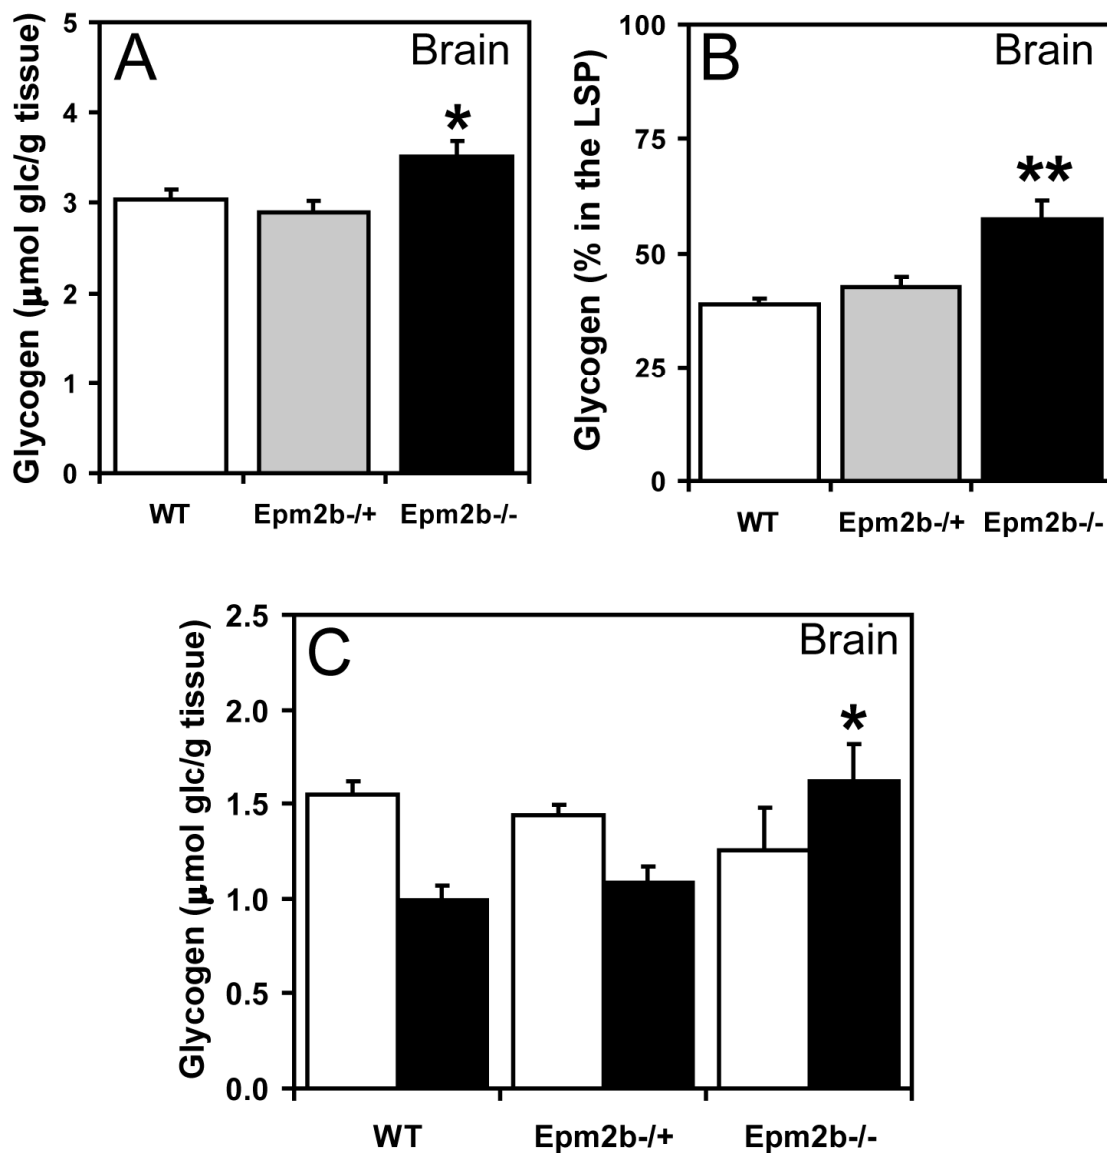 A
Brain
*
Glycogen (μmol glc/g tissue)
5
4
3
2
1
0
WT
Epm2b-/+
Epm2b-/-
B
Brain
**
Glycogen (% in the LSP)
100
75
50
25
0
WT
Epm2b-/+
Epm2b-/-
C
Brain
*
Glycogen (μmol glc/g tissue)
2.5
2.0
1.5
1.0
0.5
0.0
WT
Epm2b-/+
Epm2b-/-